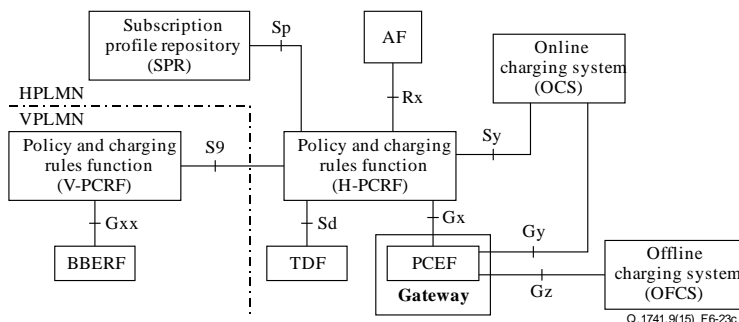 Subscription
profile repository
(SPR)
Sp
AF
Online
charging system
(OCS)
Rx
HPLMN
VPLMN
Policy and charging
rules function
(V-PCRF)
S9
Policy and charging
rules function
(H-PCRF)
Sy
Gxx
Sd
Gx
Gy
BBERF
TDF
PCEF
Gateway
Gz
Offline
charging system
(OFCS)
Q.1741.9(15)_F6-23c